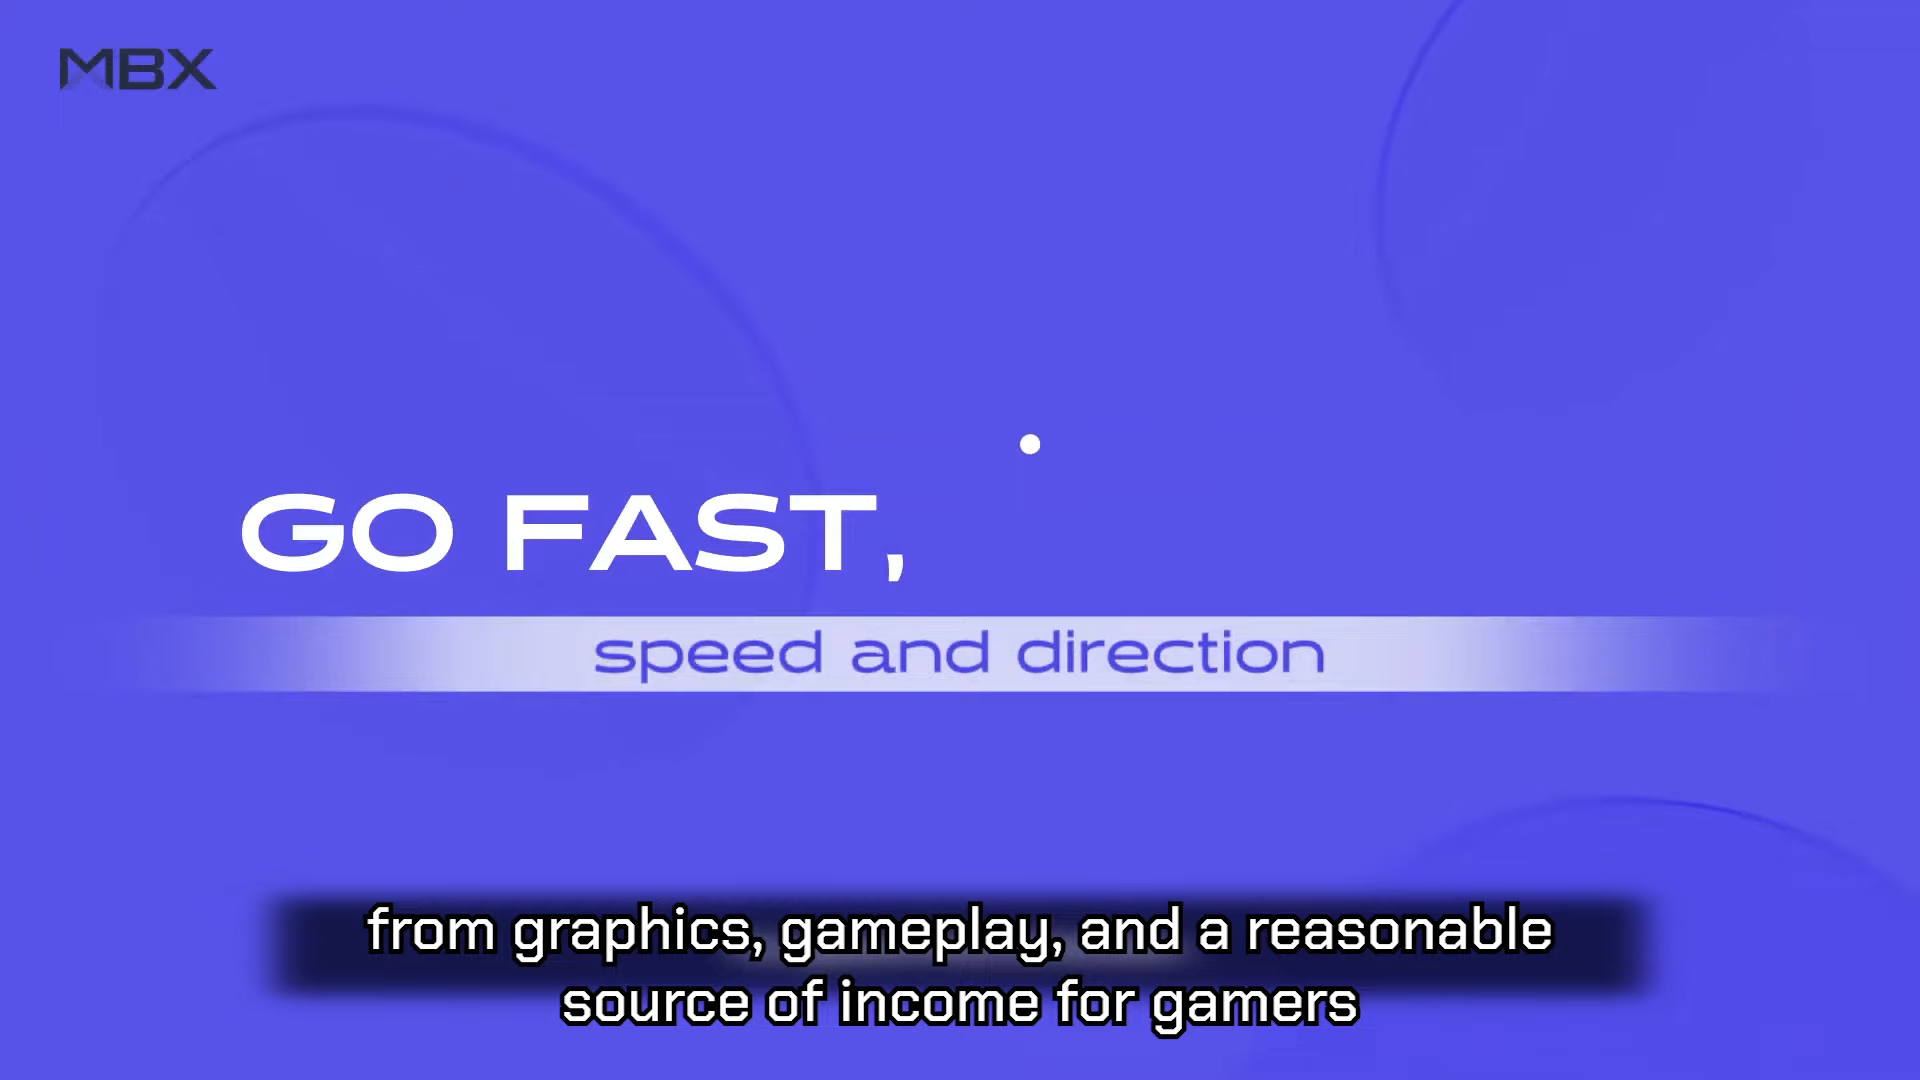 MBX
GO FAST,
speed and direction
from graphics, gameplay, and a reasonable
source of income for gamers